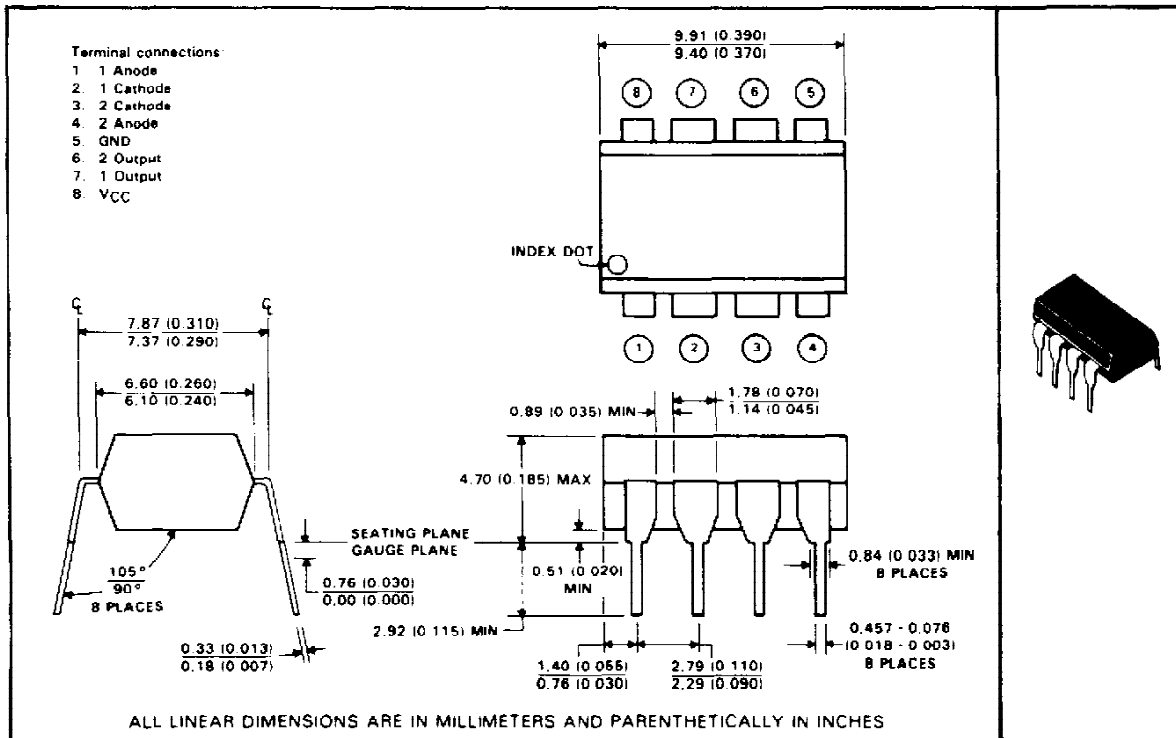 Terminal connections
1 1 Anode
2. 1 Cathode
3. 2 Cathode
4. 2 Anode
5. GND
6. 2 Output
7. 1 Output
8. VCC
9.91 (0.390)
9.40 (0.370)
8 7 6 5
INDEX DOT
1 2 3 4
℄ ℄
7.87 (0.310)
7.37 (0.290)
6.60 (0.260)
6.10 (0.240)
105°
90°
8 PLACES
0.33 (0.013)
0.18 (0.007)
SEATING PLANE
GAUGE PLANE
0.76 (0.030)
0.00 (0.000)
0.89 (0.035) MIN
1.78 (0.070)
1.14 (0.045)
4.70 (0.185) MAX
0.51 (0.020)
MIN
2.92 (0.115) MIN
0.84 (0.033) MIN
8 PLACES
0.457 - 0.076
(0.018 - 0.003)
8 PLACES
1.40 (0.055)
0.76 (0.030)
2.79 (0.110)
2.29 (0.090)
ALL LINEAR DIMENSIONS ARE IN MILLIMETERS AND PARENTHETICALLY IN INCHES